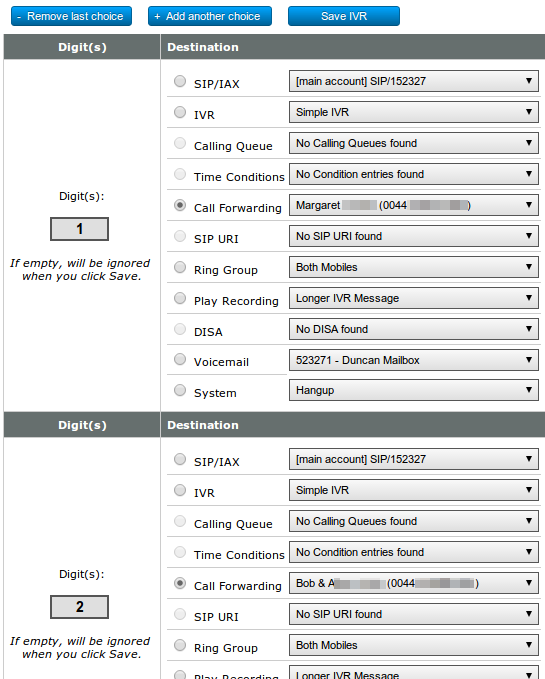 - Remove last choice + Add another choice Save IVR
Digit(s) Destination
SIP/IAX [main account] SIP/152327
IVR Simple IVR
Calling Queue No Calling Queues found
Time Conditions No Condition entries found
Digit(s):
Call Forwarding Margaret (0044 )
1
SIP URI No SIP URI found
If empty, will be ignored
when you click Save.
Ring Group Both Mobiles
Play Recording Longer IVR Message
DISA No DISA found
Voicemail 523271 - Duncan Mailbox
System Hangup
Digit(s) Destination
SIP/IAX [main account] SIP/152327
IVR Simple IVR
Calling Queue No Calling Queues found
Time Conditions No Condition entries found
Digit(s):
Call Forwarding Bob & A (0044 )
2
SIP URI No SIP URI found
If empty, will be ignored
when you click Save.
Ring Group Both Mobiles
Play Recording Longer IVR Message